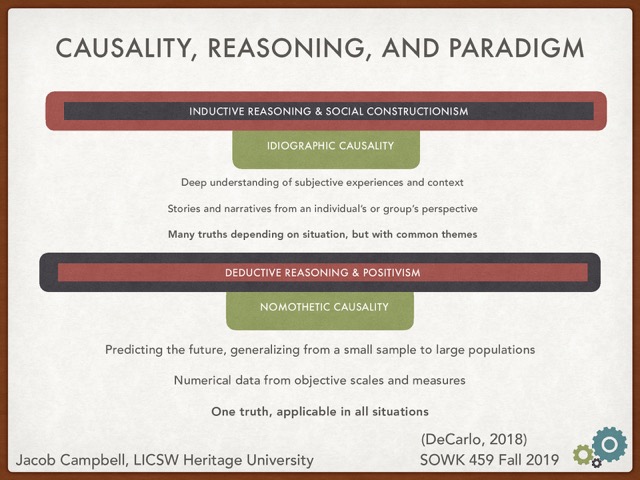 CAUSALITY, REASONING, AND PARADIGM
INDUCTIVE REASONING & SOCIAL CONSTRUCTIONISM
IDIOGRAPHIC CAUSALITY
Deep understanding of subjective experiences and context
Stories and narratives from an individual's or group's perspective
Many truths depending on situation, but with common themes
DEDUCTIVE REASONING & POSITIVISM
NOMOTHETIC CAUSALITY
Predicting the future, generalizing from a small sample to large populations
Numerical data from objective scales and measures
One truth, applicable in all situations
(DeCarlo, 2018)
Jacob Campbell, LICSW Heritage University
SOWK 459 Fall 2019